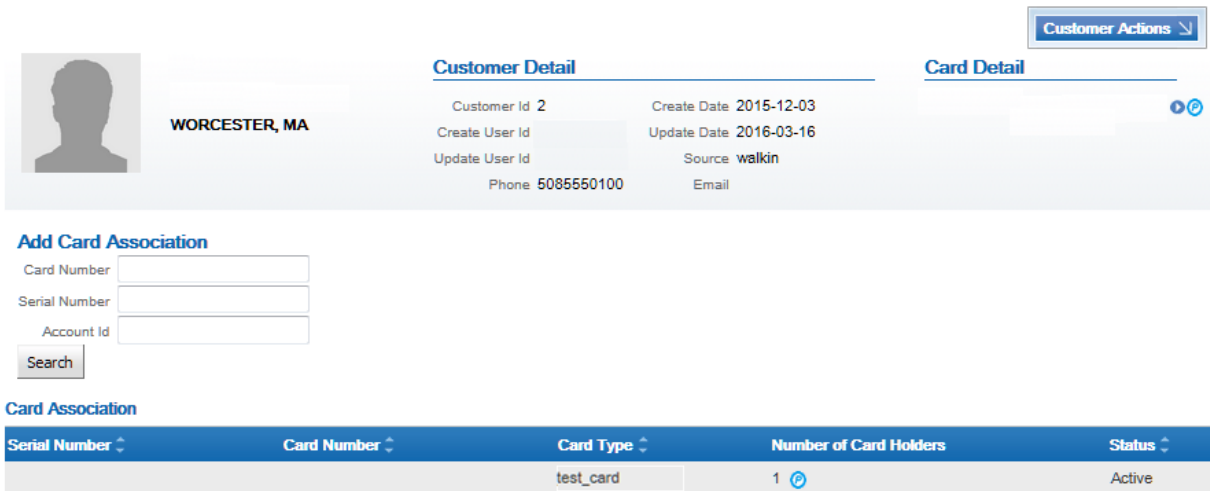 Customer Actions
Customer Detail
Card Detail
WORCESTER, MA
Customer Id 2 Create Date 2015-12-03
Create User Id Update Date 2016-03-16
Update User Id Source walkin
Phone 5085550100 Email
P
Add Card Association
Card Number
Serial Number
Account Id
Search
Card Association
Serial Number Card Number Card Type Number of Card Holders Status
test_card 1 P Active